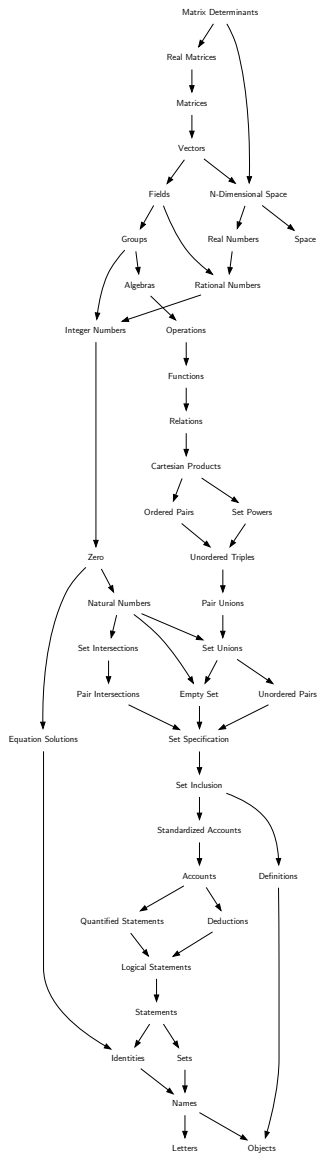 Matrix Determinants
Real Matrices
Matrices
Vectors
Fields
N-Dimensional Space
Groups
Real Numbers
Space
Algebras
Rational Numbers
Integer Numbers
Operations
Functions
Relations
Cartesian Products
Ordered Pairs
Set Powers
Zero
Unordered Triples
Natural Numbers
Pair Unions
Set Intersections
Set Unions
Pair Intersections
Empty Set
Unordered Pairs
Equation Solutions
Set Specification
Set Inclusion
Standardized Accounts
Accounts
Definitions
Quantified Statements
Deductions
Logical Statements
Statements
Identities
Sets
Names
Letters
Objects